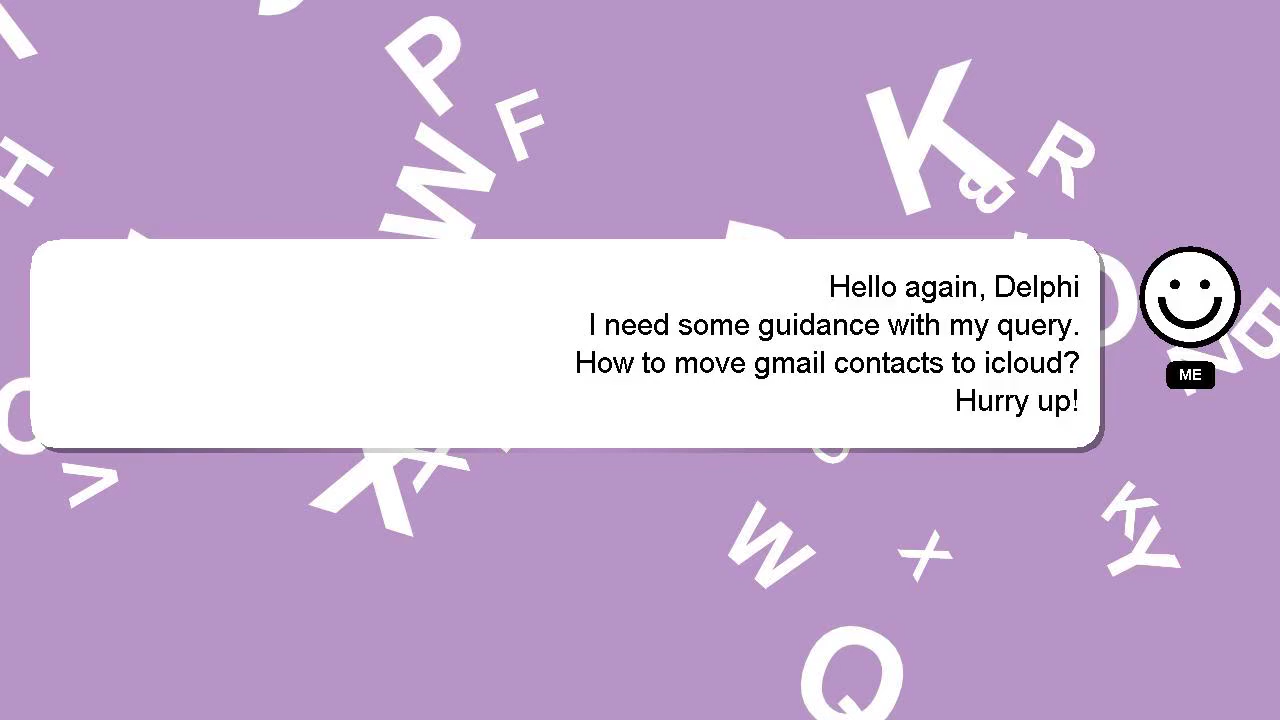 Hello again, Delphi
I need some guidance with my query.
How to move gmail contacts to icloud?
Hurry up!
ME
P
F
K
R
B
H
W
O
B
N
O
V
X
X
W
X
K
Y
Q